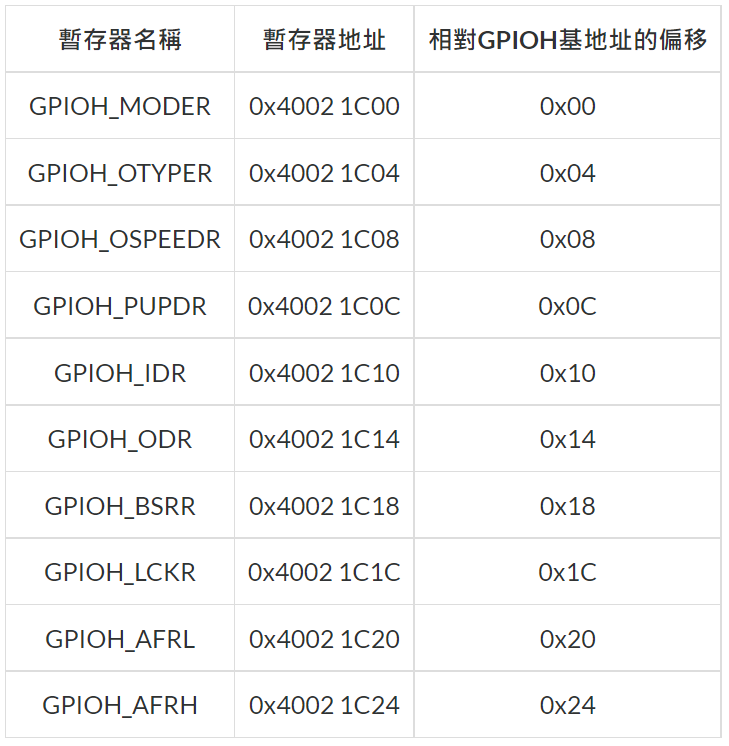 暫存器名稱 暫存器地址 相對GPIOH基地址的偏移
GPIOH_MODER 0x4002 1C00 0x00
GPIOH_OTYPER 0x4002 1C04 0x04
GPIOH_OSPEEDR 0x4002 1C08 0x08
GPIOH_PUPDR 0x4002 1C0C 0x0C
GPIOH_IDR 0x4002 1C10 0x10
GPIOH_ODR 0x4002 1C14 0x14
GPIOH_BSRR 0x4002 1C18 0x18
GPIOH_LCKR 0x4002 1C1C 0x1C
GPIOH_AFRL 0x4002 1C20 0x20
GPIOH_AFRH 0x4002 1C24 0x24